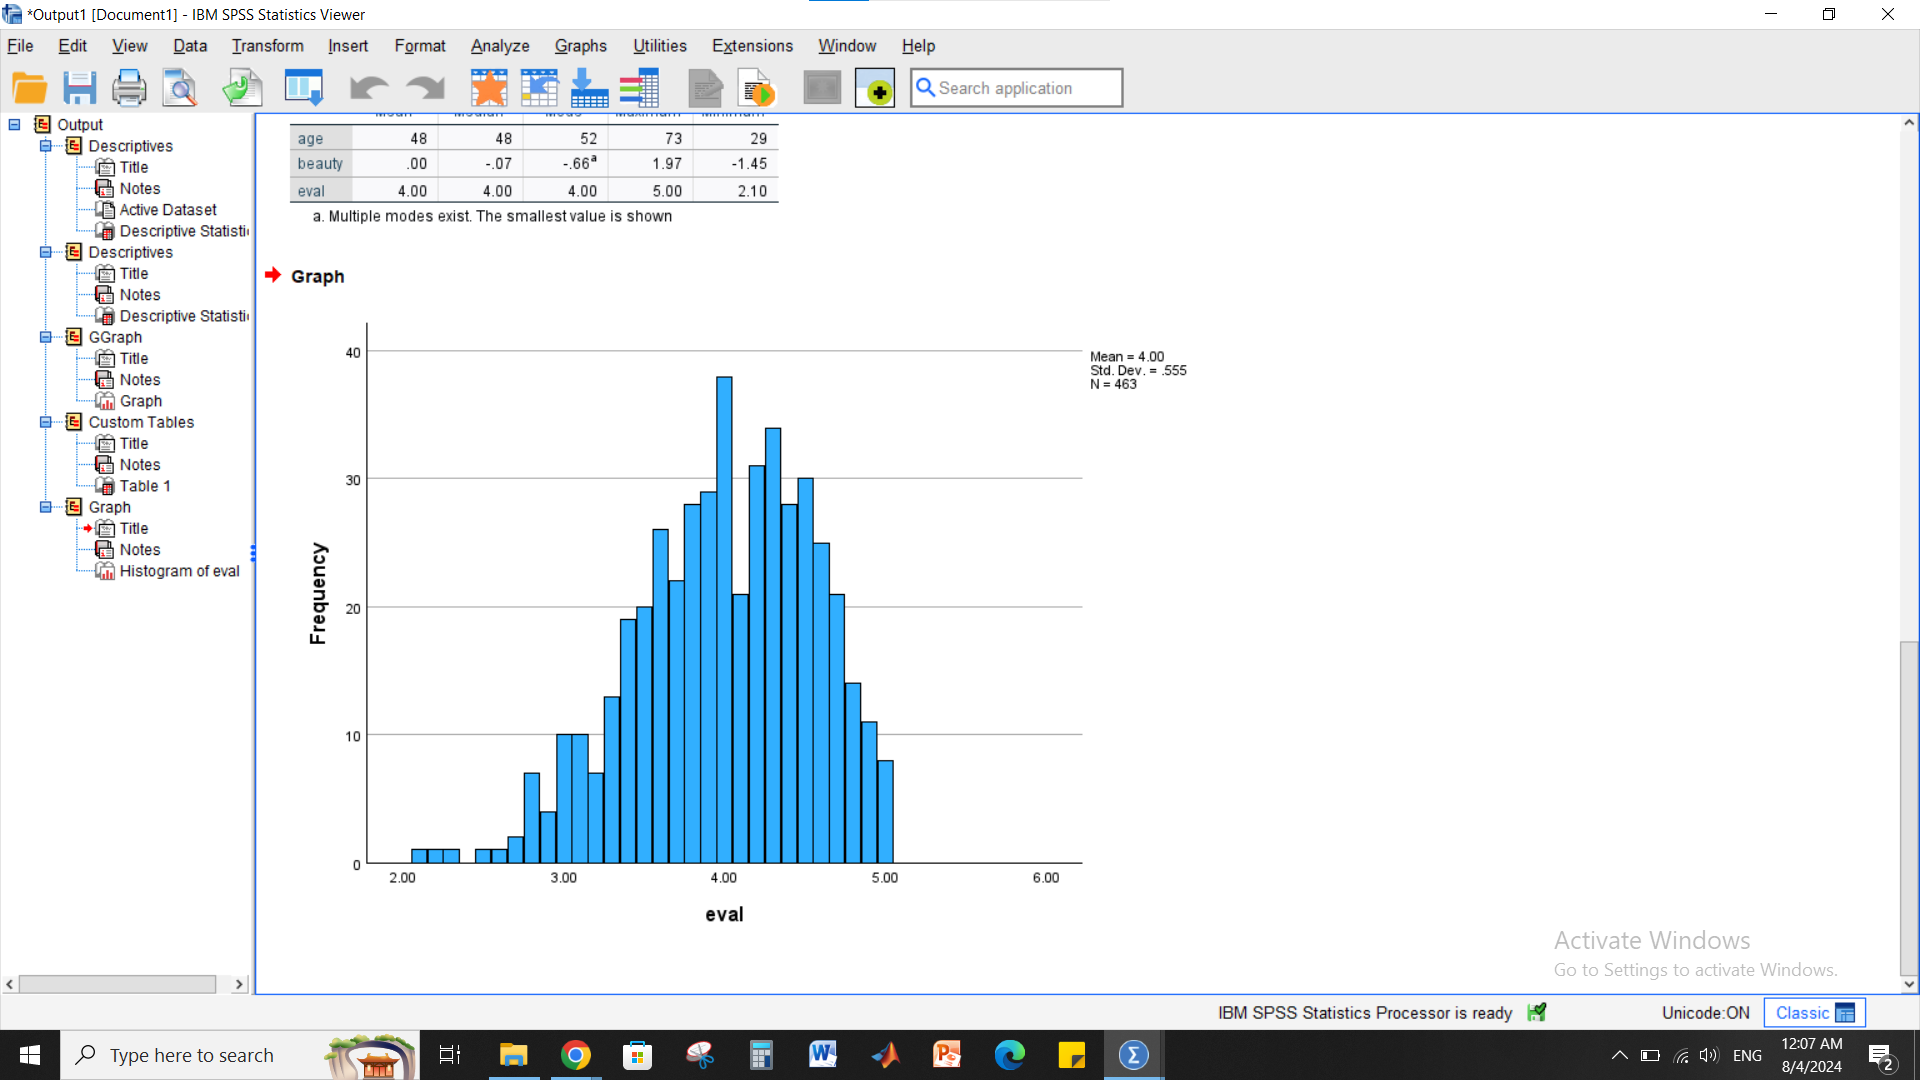 *Output1 [Document1] - IBM SPSS Statistics Viewer
File Edit View Data Transform Insert Format Analyze Graphs Utilities Extensions Window Help
Search application
Output
Descriptives
Title
Notes
Active Dataset
Descriptive Statisti
Descriptives
Title
Notes
Descriptive Statisti
GGraph
Title
Notes
Graph
Custom Tables
Title
Notes
Table 1
Graph
Title
Notes
Histogram of eval
Mean Median Mode Maximum Minimum
age 48 48 52 73 29
beauty .00 -.07 -.66a 1.97 -1.45
eval 4.00 4.00 4.00 5.00 2.10
a. Multiple modes exist. The smallest value is shown
Graph
Mean = 4.00
Std. Dev. = .555
N = 463
Frequency
40
30
20
10
0
2.00 3.00 4.00 5.00 6.00
eval
Activate Windows
Go to Settings to activate Windows.
IBM SPSS Statistics Processor is ready
Unicode:ON
Classic
Type here to search
ENG
12:07 AM
8/4/2024
2